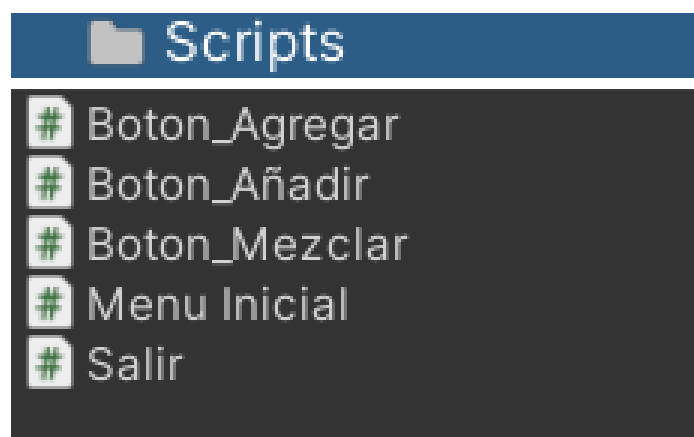 Scripts
# Boton_Agregar
# Boton_Añadir
# Boton_Mezclar
# Menu Inicial
# Salir